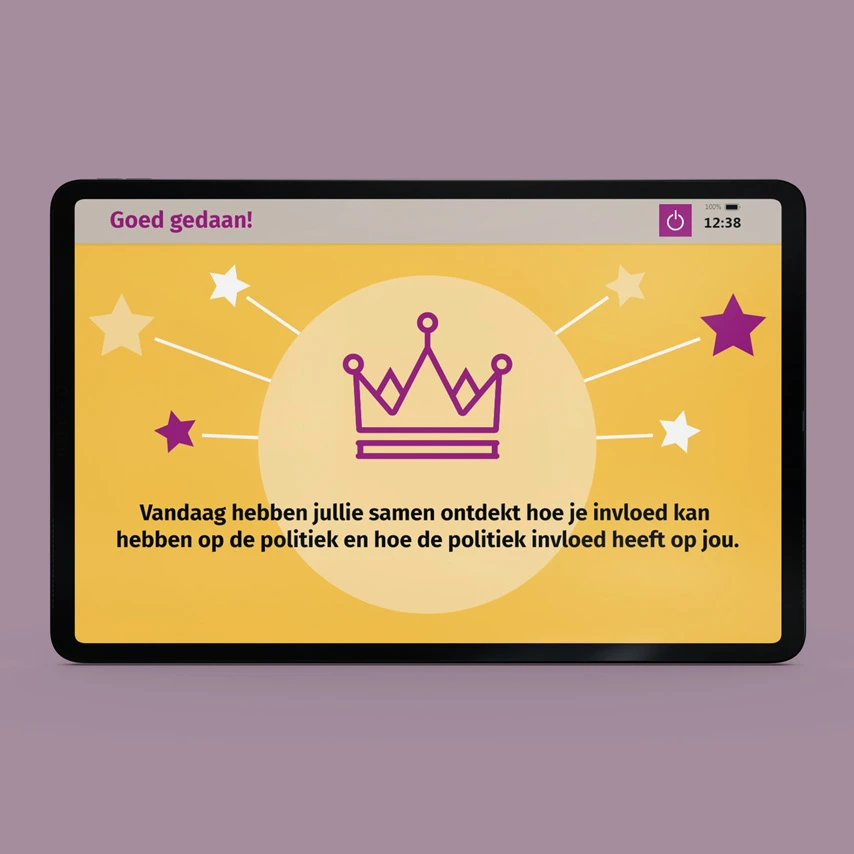 Goed gedaan!
100%
12:38
Vandaag hebben jullie samen ontdekt hoe je invloed kan
hebben op de politiek en hoe de politiek invloed heeft op jou.